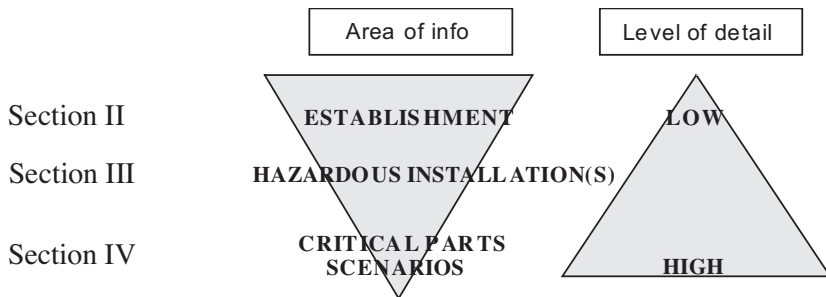 Area of info
Level of detail
Section II
ESTABLISHMENT
LOW
Section III
HAZARDOUS INSTALLATION(S)
Section IV
CRITICAL PARTS
SCENARIOS
HIGH